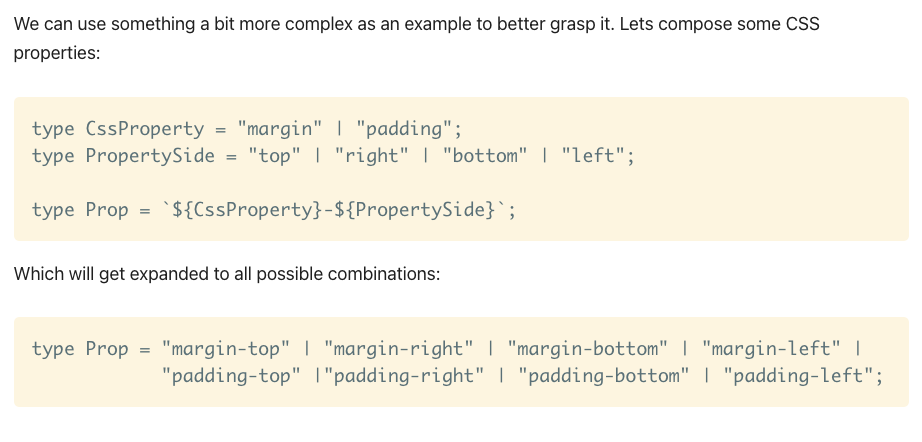 We can use something a bit more complex as an example to better grasp it. Lets compose some CSS
properties:
type CssProperty = "margin" | "padding";
type PropertySide = "top" | "right" | "bottom" | "left";
type Prop = `${CssProperty}-${PropertySide}`;
Which will get expanded to all possible combinations:
type Prop = "margin-top" | "margin-right" | "margin-bottom" | "margin-left" |
"padding-top" |"padding-right" | "padding-bottom" | "padding-left";